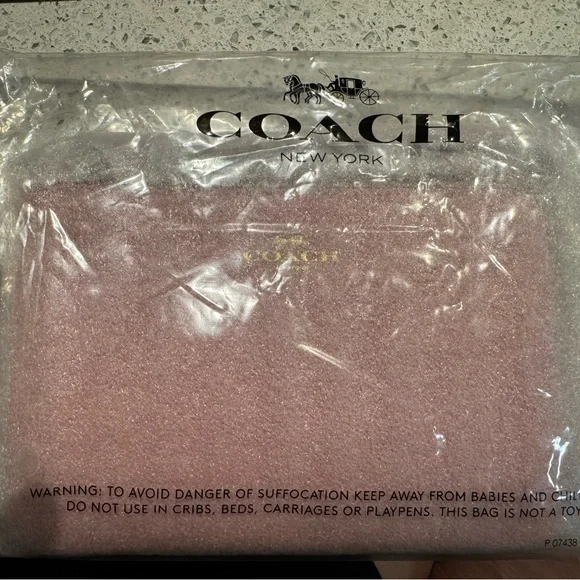 COACH
NEW YORK
COACH
WARNING: TO AVOID DANGER OF SUFFOCATION KEEP AWAY FROM BABIES AND CHIL
DO NOT USE IN CRIBS, BEDS, CARRIAGES OR PLAYPENS. THIS BAG IS NOT A TOY
P 07438